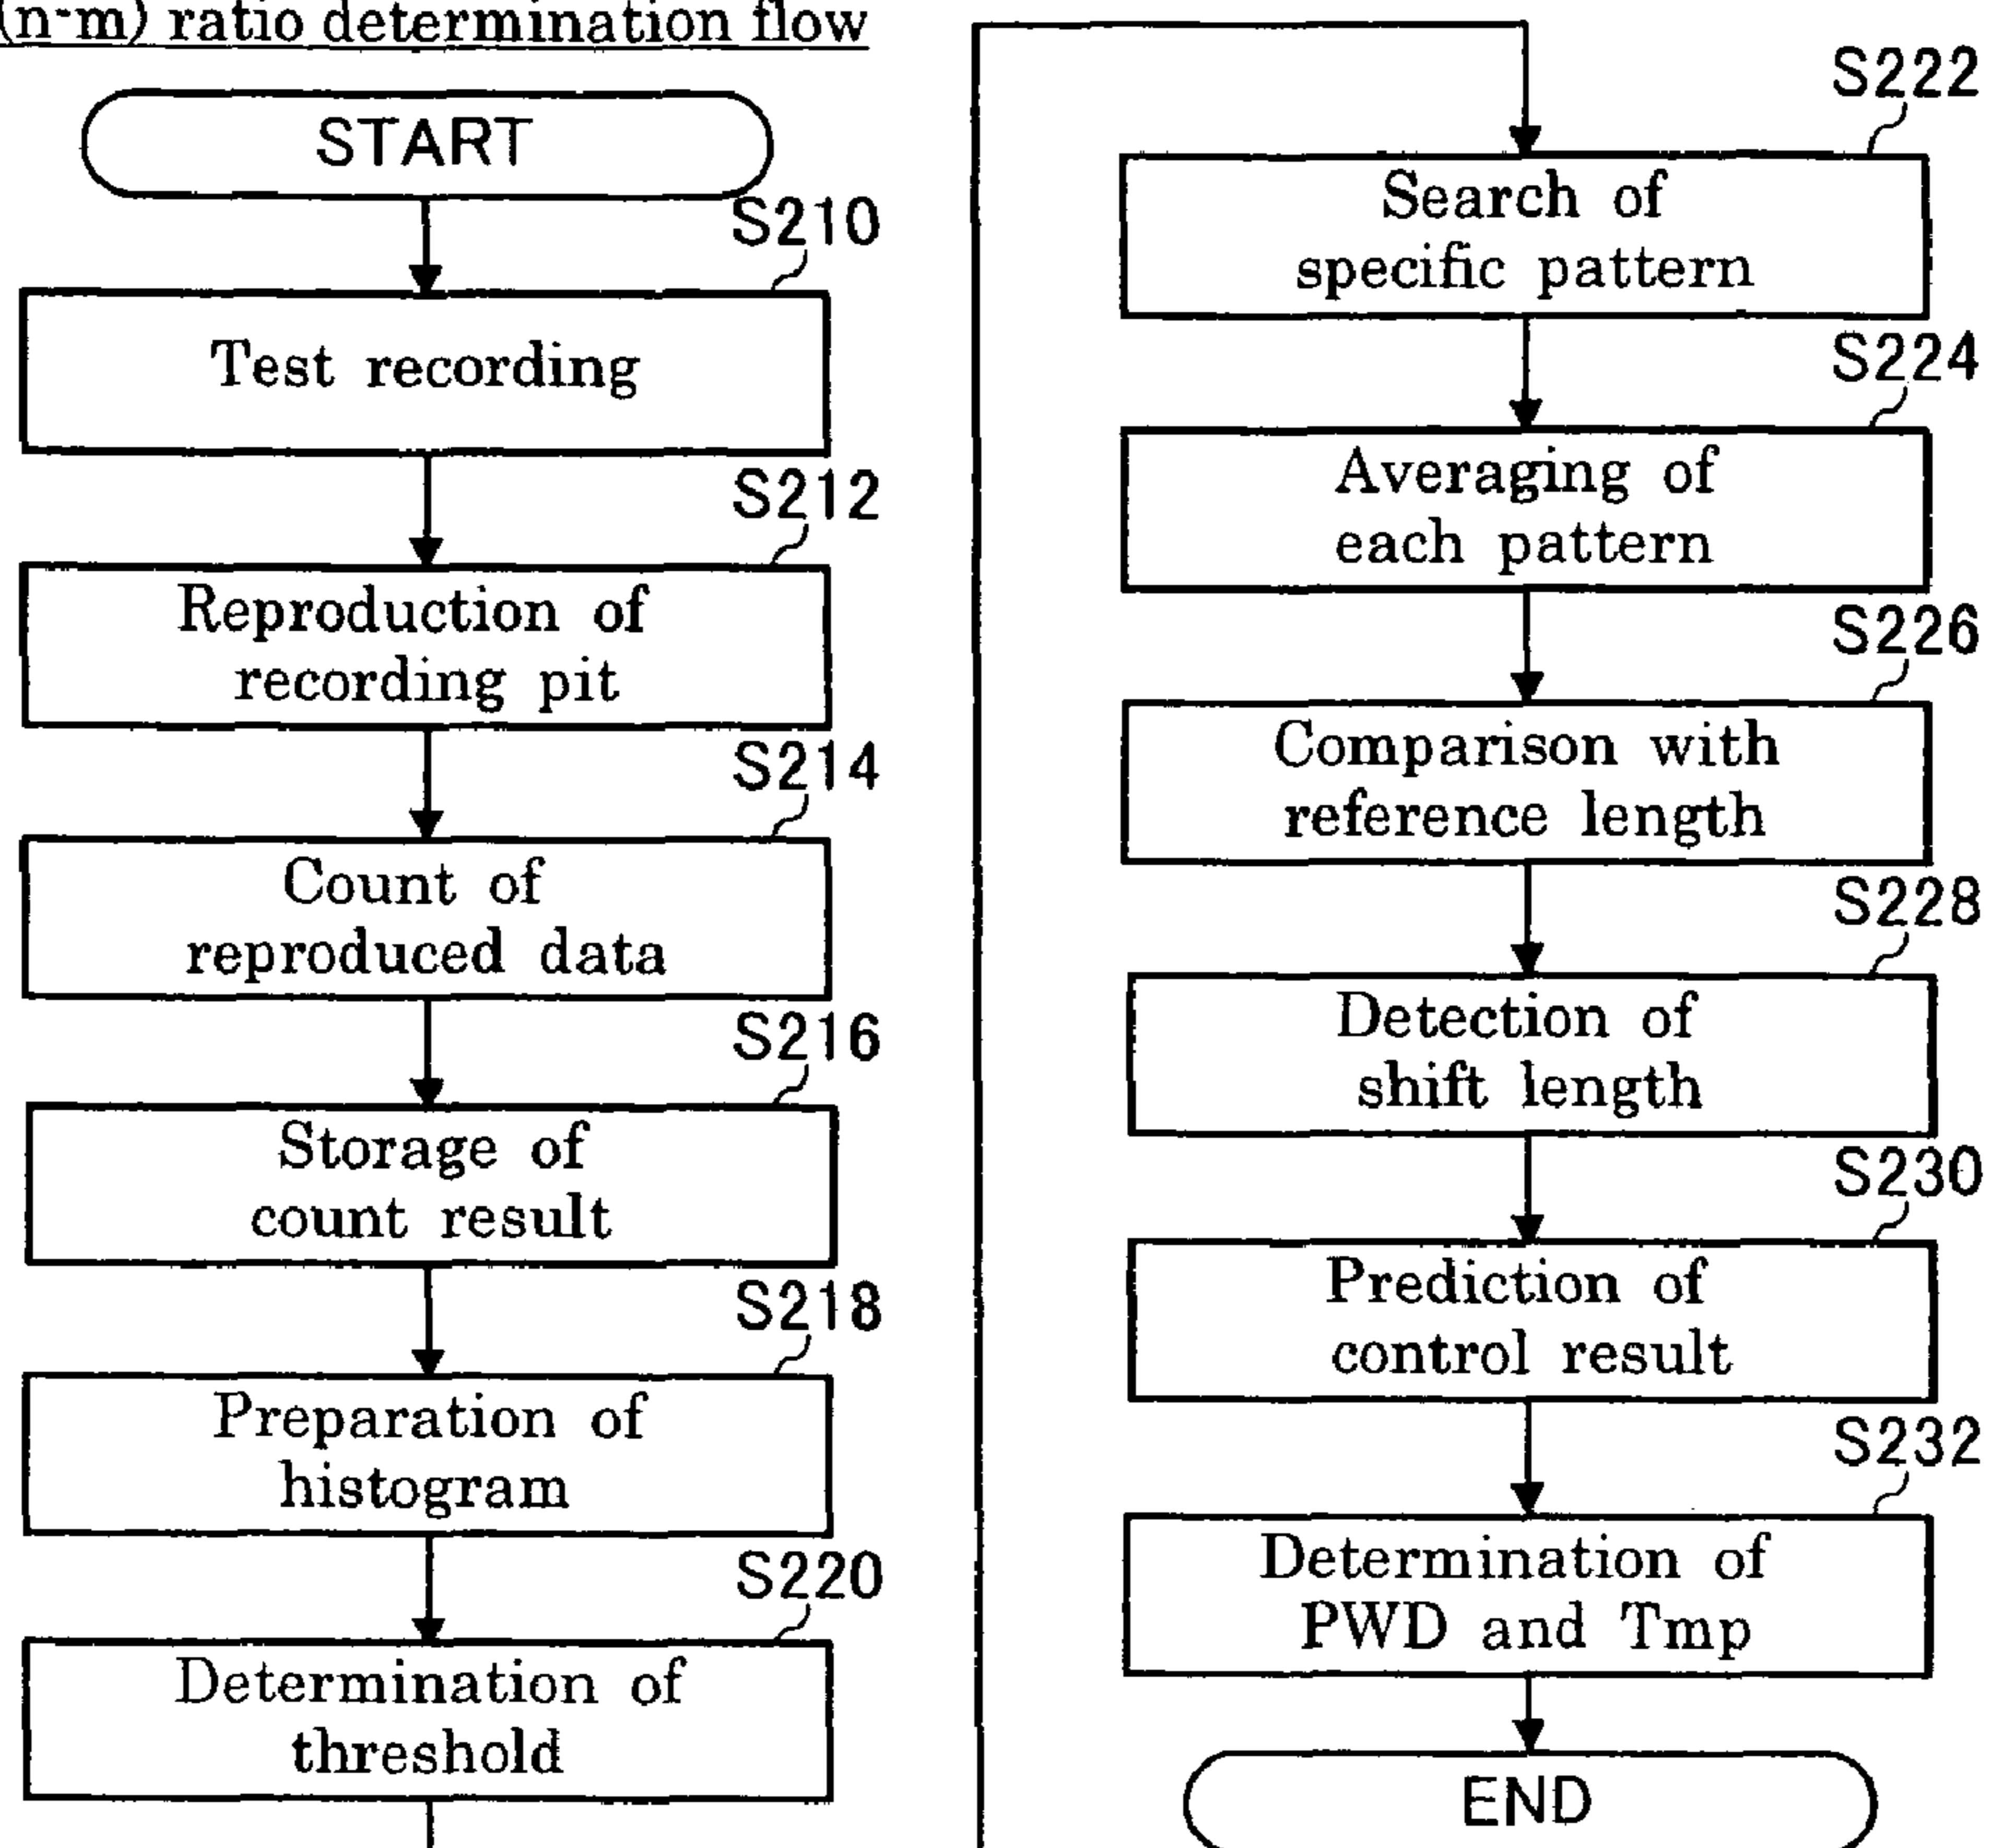 (n-m) ratio determination flow
START
S210
Test recording
S212
Reproduction of
recording pit
S214
Count of
reproduced data
S216
Storage of
count result
S218
Preparation of
histogram
S220
Determination of
threshold
S222
Search of
specific pattern
S224
Averaging of
each pattern
S226
Comparison with
reference length
S228
Detection of
shift length
S230
Prediction of
control result
S232
Determination of
PWD and Tmp
END